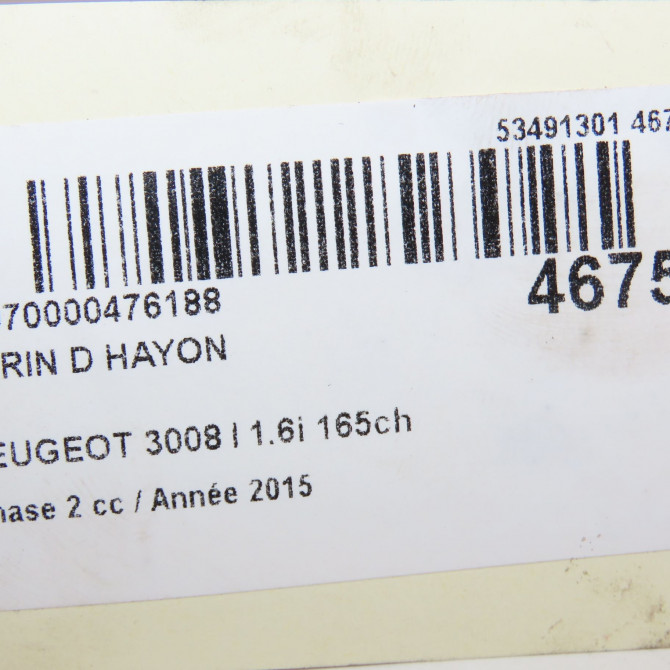 53491301 467
4675
70000476188
RIN D HAYON
EUGEOT 3008 I 1.6i 165ch
hase 2 cc / Année 2015